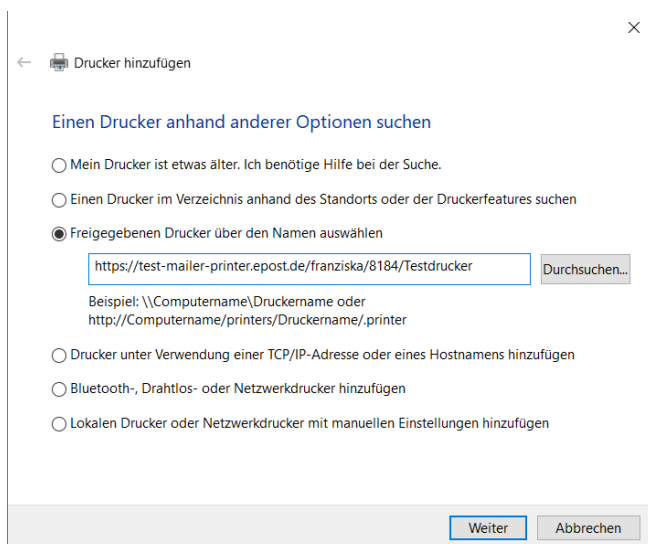 Drucker hinzufügen
Einen Drucker anhand anderer Optionen suchen
Mein Drucker ist etwas älter. Ich benötige Hilfe bei der Suche.
Einen Drucker im Verzeichnis anhand des Standorts oder der Druckerfeatures suchen
Freigegebenen Drucker über den Namen auswählen
https://test-mailer-printer.epost.de/franziska/8184/Testdrucker
Durchsuchen...
Beispiel: \\Computername\Druckername oder
http://Computername/printers/Druckername/.printer
Drucker unter Verwendung einer TCP/IP-Adresse oder eines Hostnamens hinzufügen
Bluetooth-, Drahtlos- oder Netzwerkdrucker hinzufügen
Lokalen Drucker oder Netzwerkdrucker mit manuellen Einstellungen hinzufügen
Weiter
Abbrechen